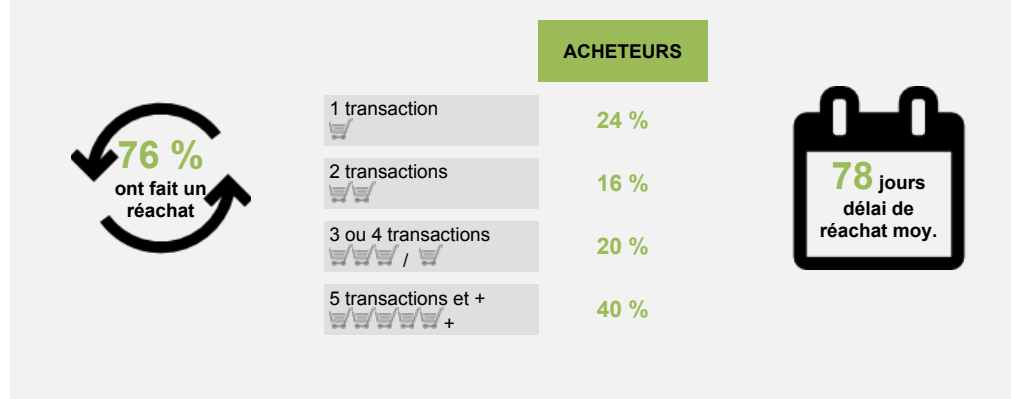 ACHETEURS
76 %
ont fait un
réachat
1 transaction
24 %
2 transactions
16 %
3 ou 4 transactions
/
20 %
5 transactions et +
+
40 %
78 jours
délai de
réachat moy.